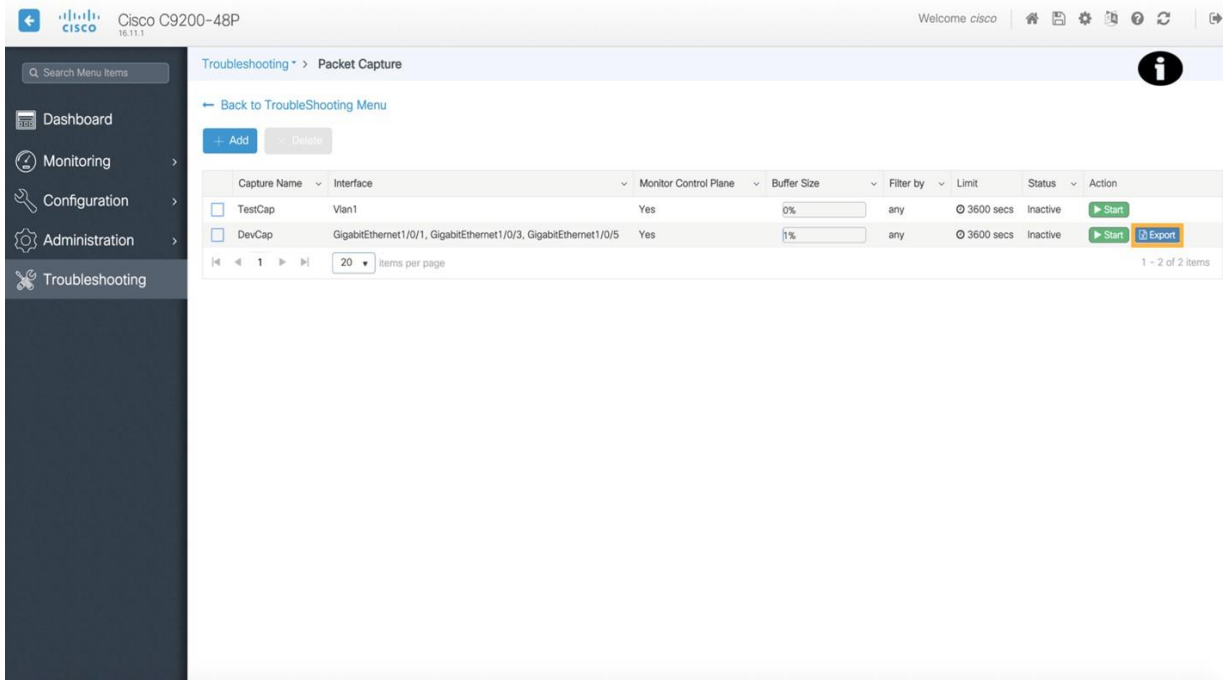 CISCO Cisco C9200-48P
16.11.1
Welcome cisco
Search Menu Items
Dashboard
Monitoring
Configuration
Administration
Troubleshooting
Troubleshooting > Packet Capture
← Back to TroubleShooting Menu
+ Add × Delete
Capture Name Interface Monitor Control Plane Buffer Size Filter by Limit Status Action
TestCap Vlan1 Yes 0% any 3600 secs Inactive Start
DevCap GigabitEthernet1/0/1, GigabitEthernet1/0/3, GigabitEthernet1/0/5 Yes 1% any 3600 secs Inactive Start Export
1 20 items per page 1 - 2 of 2 items